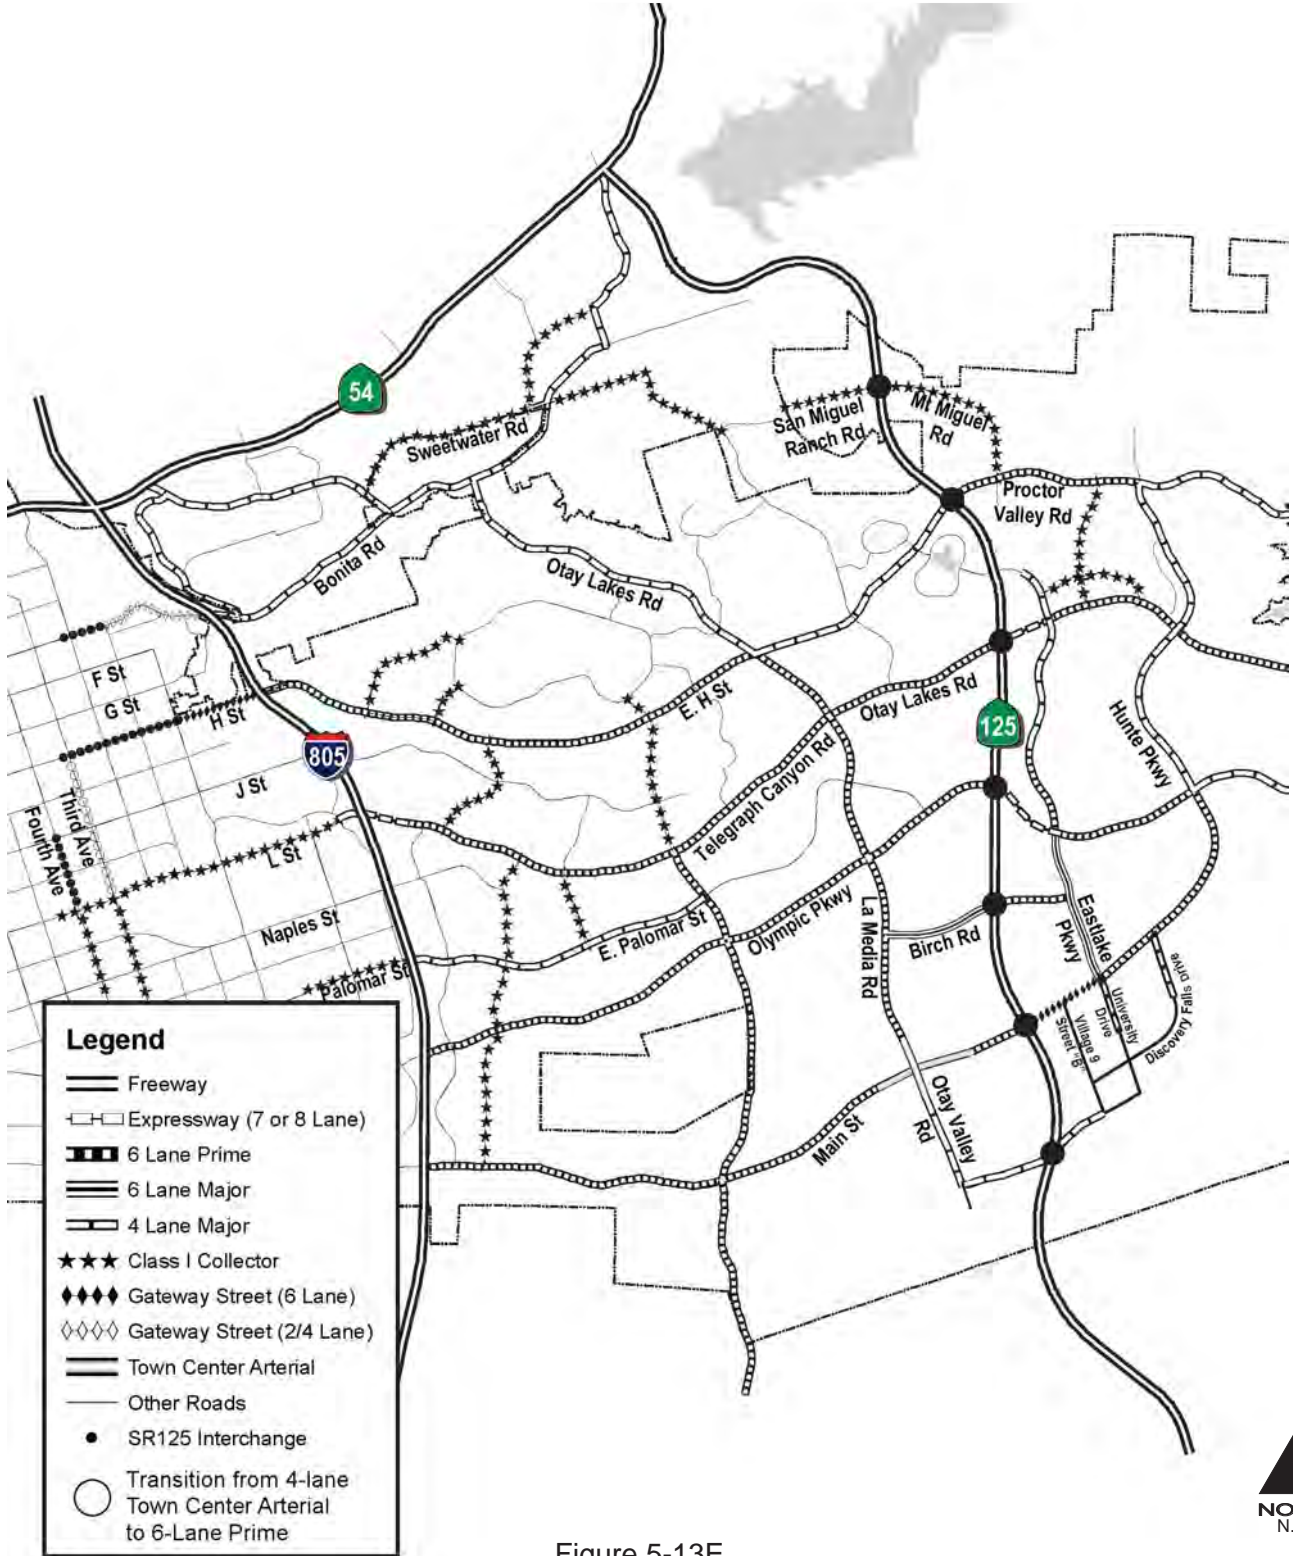 54
Sweetwater Rd
San Miguel
Ranch Rd
Mt Miguel
Rd
Proctor
Valley Rd
Bonita Rd
Otay Lakes Rd
F St
G St
H St
E. H St
Otay Lakes Rd
125
Hunte Pkwy
805
J St
Third Ave
Fourth Ave
Telegraph Canyon Rd
L St
Naples St
Palomar St
E. Palomar St
Olympic Pkwy
La Media Rd
Birch Rd
Eastlake
Pkwy
University
Drive
Village 9
Street "B"
Discovery Falls Drive
Otay Valley
Rd
Main St
Legend
Freeway
Expressway (7 or 8 Lane)
6 Lane Prime
6 Lane Major
4 Lane Major
Class I Collector
Gateway Street (6 Lane)
Gateway Street (2/4 Lane)
Town Center Arterial
Other Roads
SR125 Interchange
Transition from 4-lane
Town Center Arterial
to 6-Lane Prime
NO
N.
Figure 5-13E